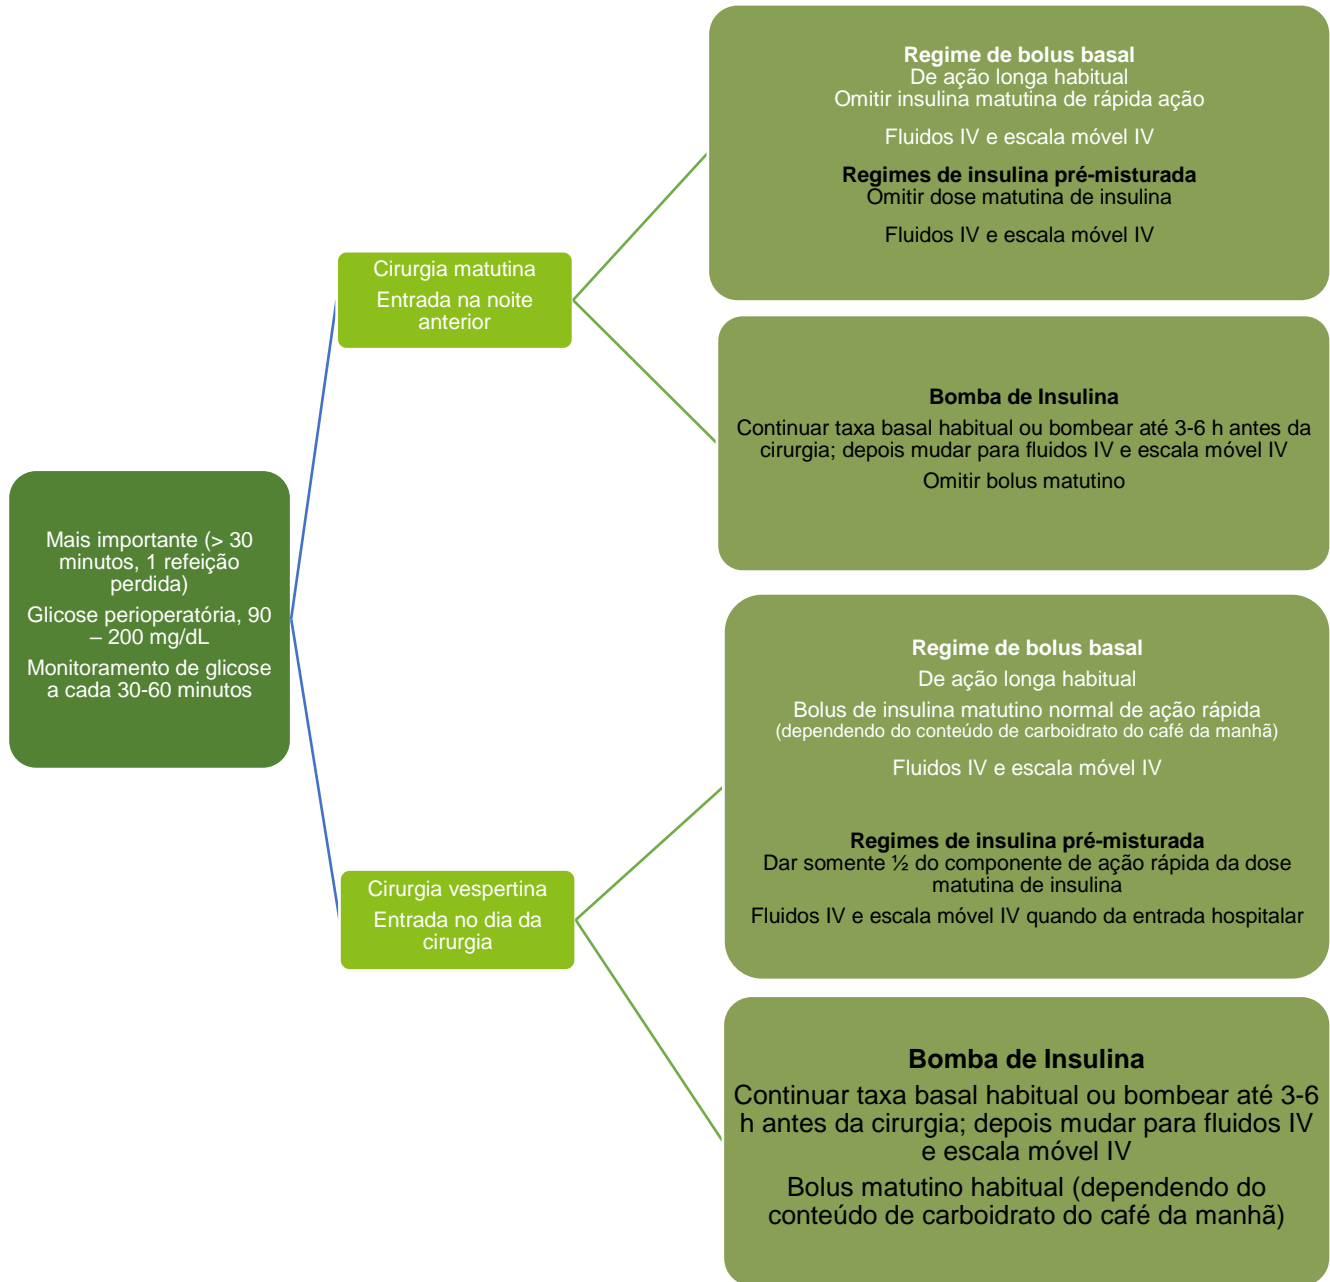 Mais importante (> 30
minutos, 1 refeição
perdida)
Glicose perioperatória, 90
– 200 mg/dL
Monitoramento de glicose
a cada 30-60 minutos
Cirurgia matutina
Entrada na noite
anterior
Regime de bolus basal
De ação longa habitual
Omitir insulina matutina de rápida ação
Fluidos IV e escala móvel IV
Regimes de insulina pré-misturada
Omitir dose matutina de insulina
Fluidos IV e escala móvel IV
Bomba de Insulina
Continuar taxa basal habitual ou bombear até 3-6 h antes da
cirurgia; depois mudar para fluidos IV e escala móvel IV
Omitir bolus matutino
Cirurgia vespertina
Entrada no dia da
cirurgia
Regime de bolus basal
De ação longa habitual
Bolus de insulina matutino normal de ação rápida
(dependendo do conteúdo de carboidrato do café da manhã)
Fluidos IV e escala móvel IV
Regimes de insulina pré-misturada
Dar somente ½ do componente de ação rápida da dose
matutina de insulina
Fluidos IV e escala móvel IV quando da entrada hospitalar
Bomba de Insulina
Continuar taxa basal habitual ou bombear até 3-6
h antes da cirurgia; depois mudar para fluidos IV
e escala móvel IV
Bolus matutino habitual (dependendo do
conteúdo de carboidrato do café da manhã)